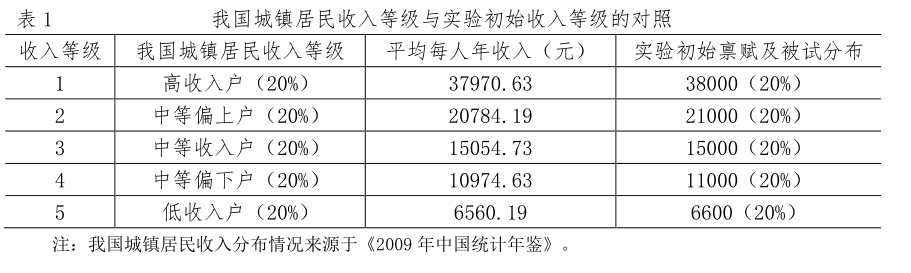 表1 我国城镇居民收入等级与实验初始收入等级的对照
收入等级 我国城镇居民收入等级 平均每人年收入（元） 实验初始禀赋及被试分布
1 高收入户（20%） 37970.63 38000（20%）
2 中等偏上户（20%） 20784.19 21000（20%）
3 中等收入户（20%） 15054.73 15000（20%）
4 中等偏下户（20%） 10974.63 11000（20%）
5 低收入户（20%） 6560.19 6600（20%）
注：我国城镇居民收入分布情况来源于《2009年中国统计年鉴》。